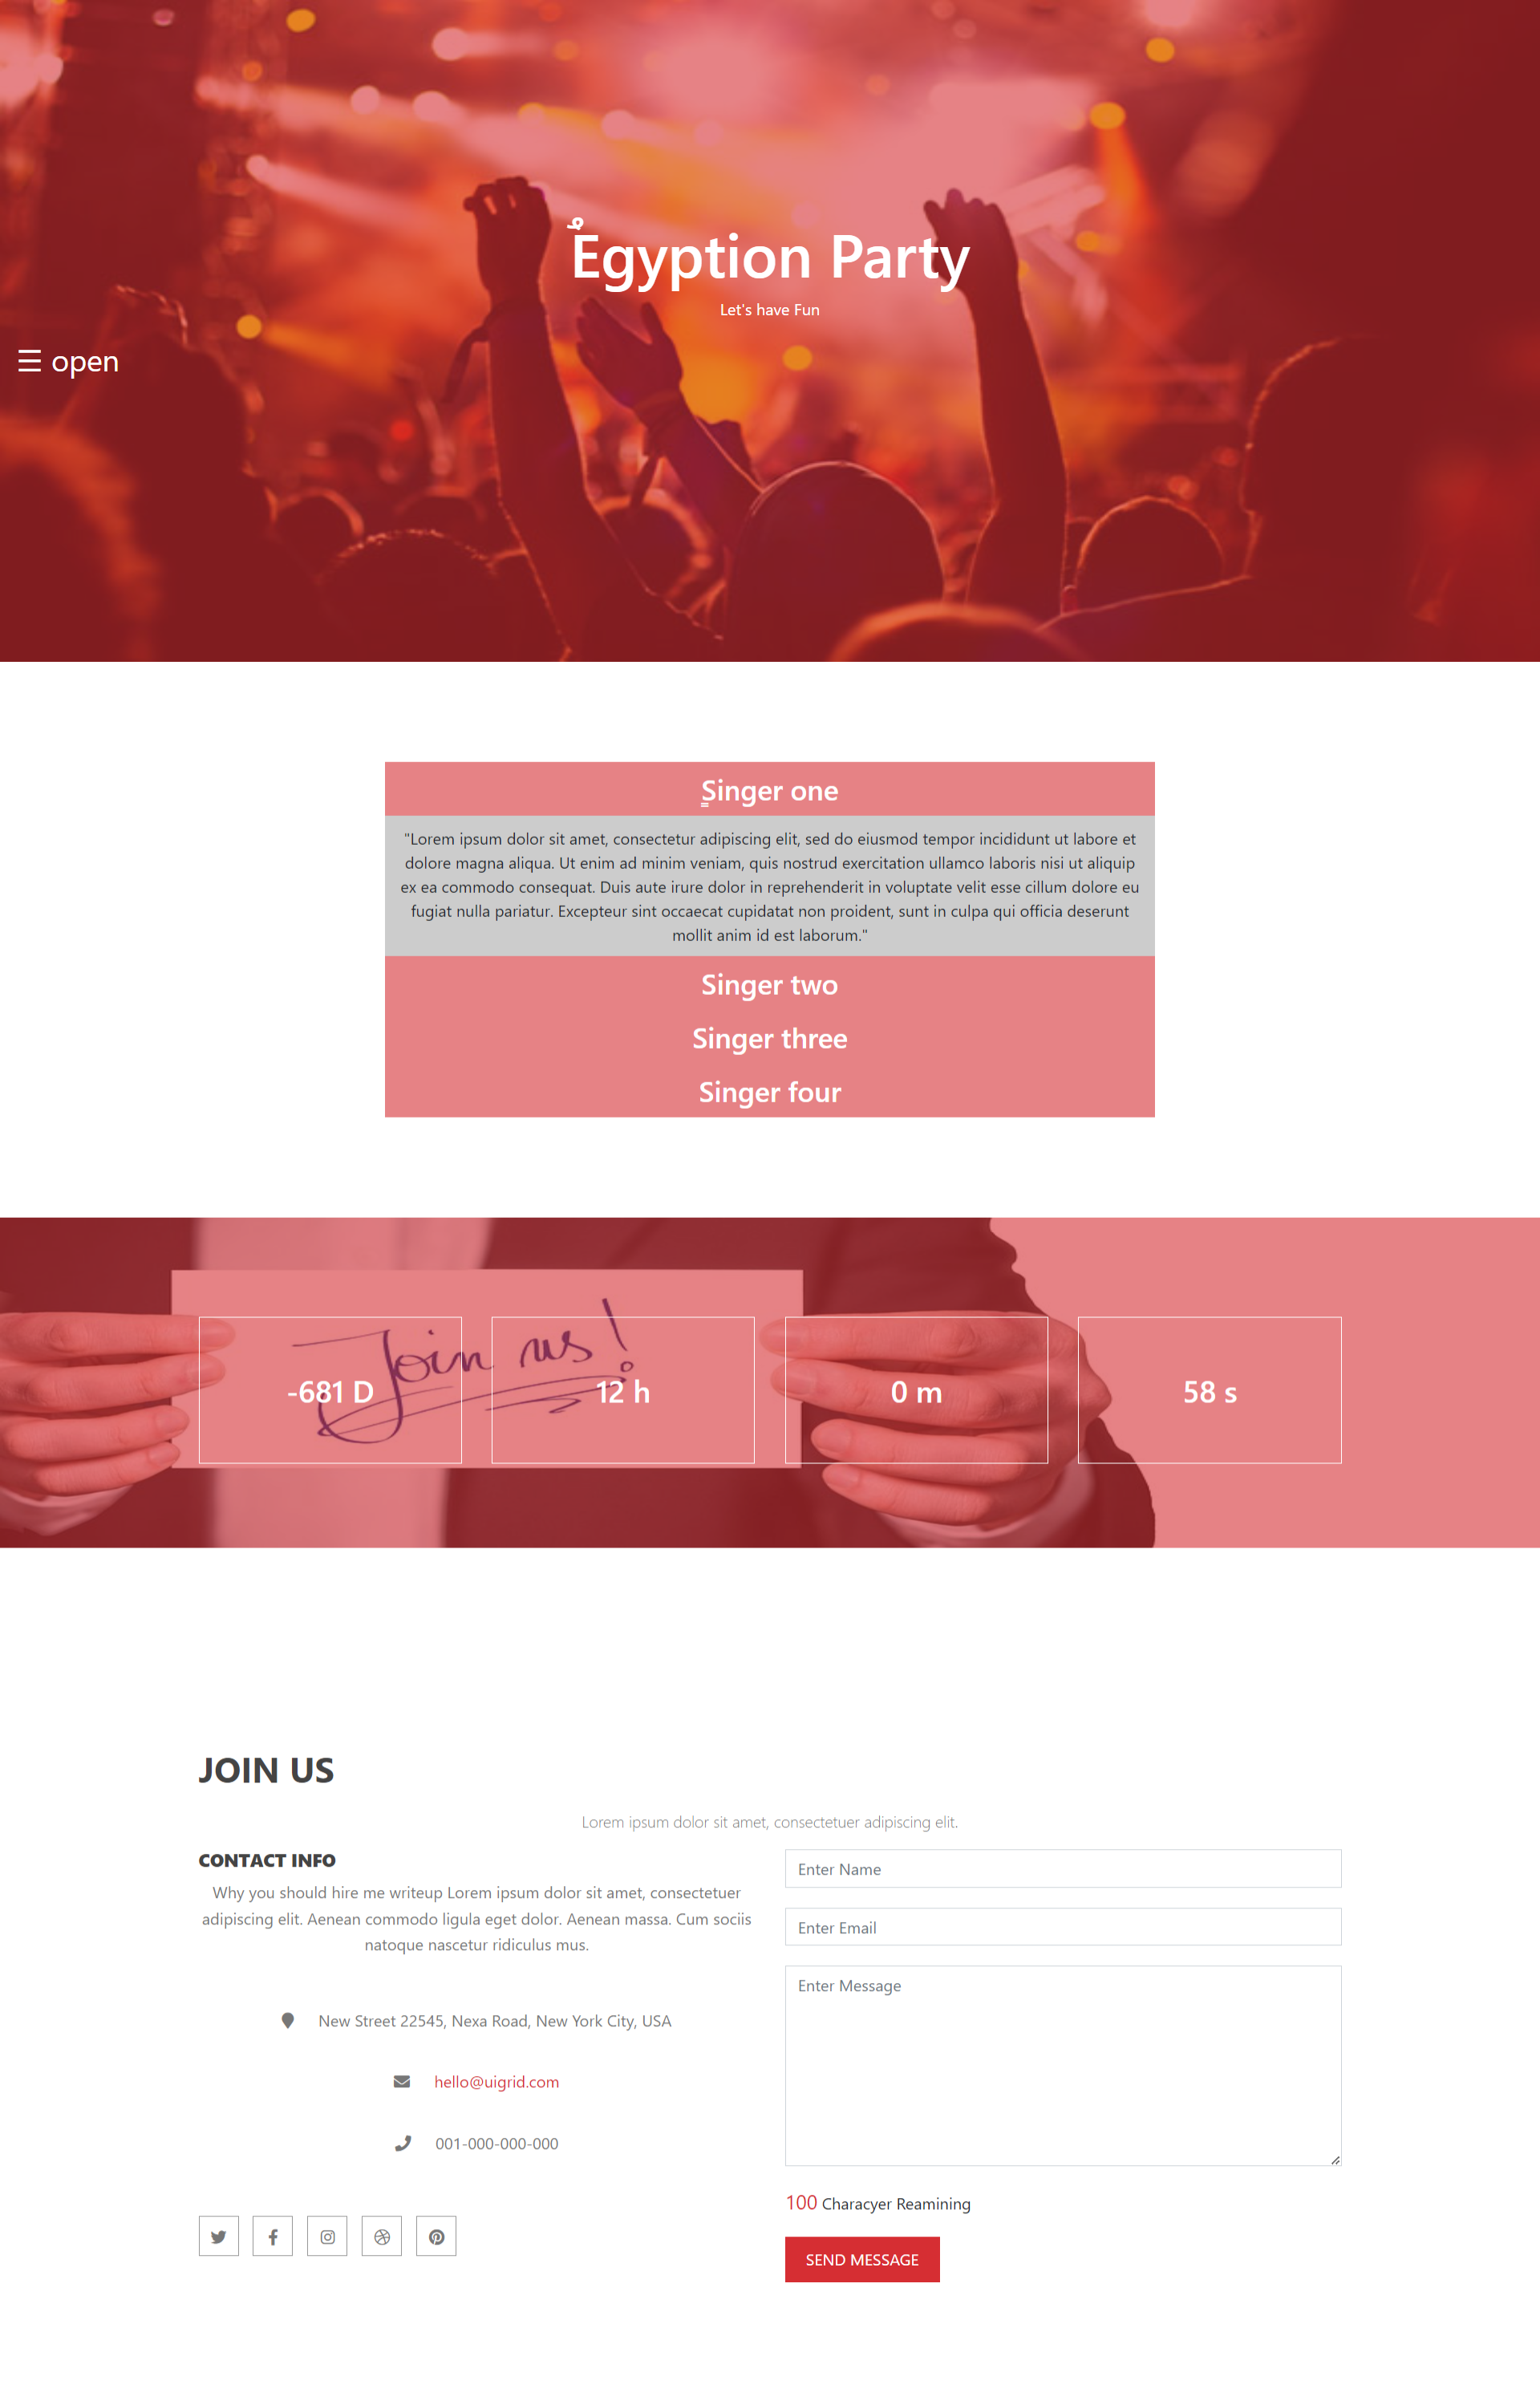 Egyption Party
Let's have Fun
☰ open
Singer one
"Lorem ipsum dolor sit amet, consectetur adipiscing elit, sed do eiusmod tempor incididunt ut labore et
dolore magna aliqua. Ut enim ad minim veniam, quis nostrud exercitation ullamco laboris nisi ut aliquip
ex ea commodo consequat. Duis aute irure dolor in reprehenderit in voluptate velit esse cillum dolore eu
fugiat nulla pariatur. Excepteur sint occaecat cupidatat non proident, sunt in culpa qui officia deserunt
mollit anim id est laborum."
Singer two
Singer three
Singer four
Join us!
-681 D
12 h
0 m
58 s
JOIN US
Lorem ipsum dolor sit amet, consectetuer adipiscing elit.
CONTACT INFO
Why you should hire me writeup Lorem ipsum dolor sit amet, consectetuer
adipiscing elit. Aenean commodo ligula eget dolor. Aenean massa. Cum sociis
natoque nascetur ridiculus mus.
New Street 22545, Nexa Road, New York City, USA
hello@uigrid.com
001-000-000-000
Enter Name
Enter Email
Enter Message
100 Characyer Reamining
SEND MESSAGE